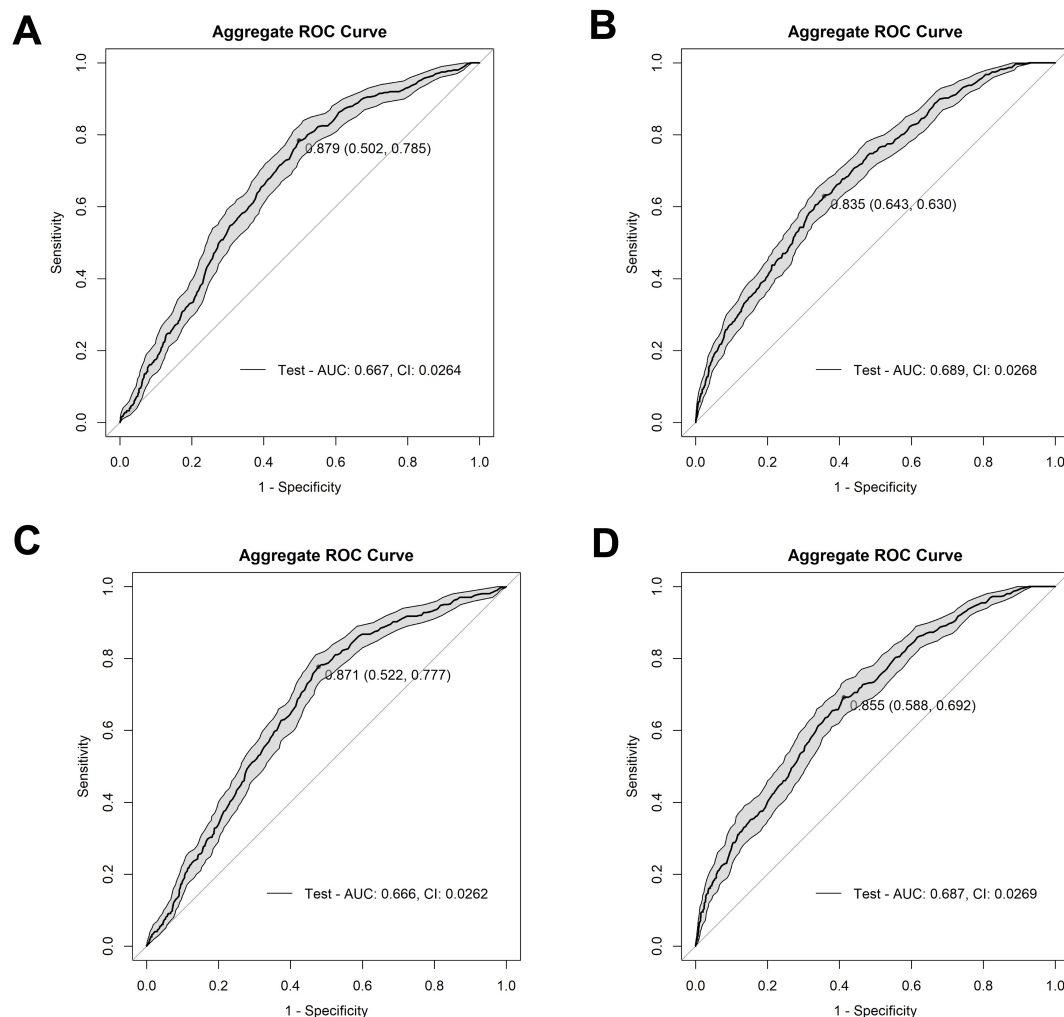 A
Aggregate ROC Curve
Sensitivity
0.0 0.2 0.4 0.6 0.8 1.0
0.879 (0.502, 0.785)
Test - AUC: 0.667, CI: 0.0264
0.0 0.2 0.4 0.6 0.8 1.0
1 - Specificity
B
Aggregate ROC Curve
Sensitivity
0.0 0.2 0.4 0.6 0.8 1.0
0.835 (0.643, 0.630)
Test - AUC: 0.689, CI: 0.0268
0.0 0.2 0.4 0.6 0.8 1.0
1 - Specificity
C
Aggregate ROC Curve
Sensitivity
0.0 0.2 0.4 0.6 0.8 1.0
0.871 (0.522, 0.777)
Test - AUC: 0.666, CI: 0.0262
0.0 0.2 0.4 0.6 0.8 1.0
1 - Specificity
D
Aggregate ROC Curve
Sensitivity
0.0 0.2 0.4 0.6 0.8 1.0
0.855 (0.588, 0.692)
Test - AUC: 0.687, CI: 0.0269
0.0 0.2 0.4 0.6 0.8 1.0
1 - Specificity